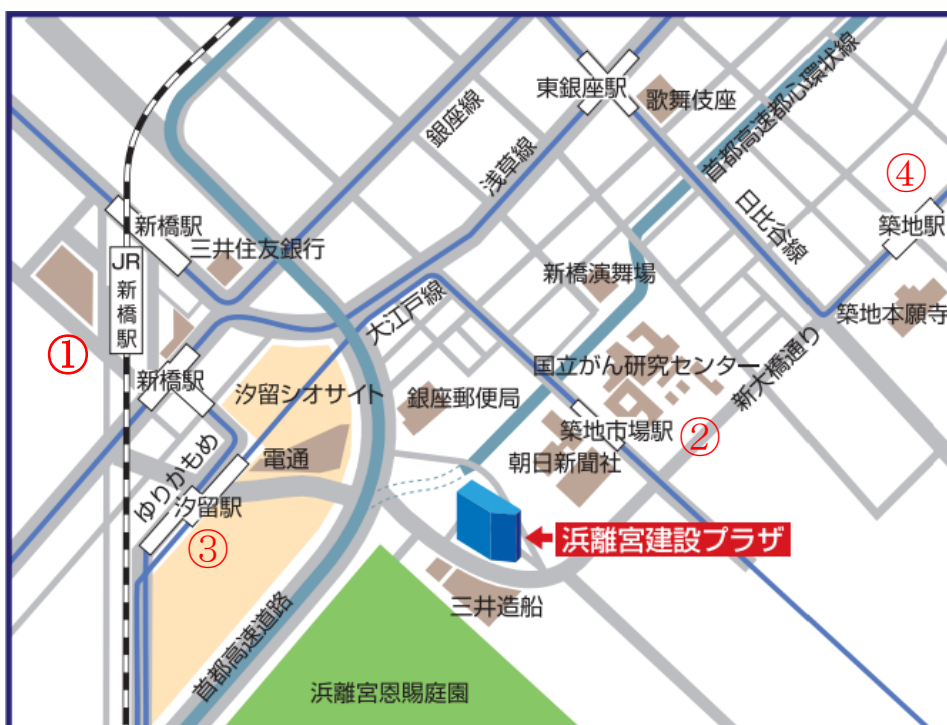 東銀座駅
歌舞伎座
首都高速都心環状線
銀座線
浅草線
④
日比谷線
築地駅
新橋駅
三井住友銀行
JR新橋駅
新橋演舞場
大江戸線
築地本願寺
①
新橋駅
汐留シオサイト
銀座郵便局
国立がん研究センター
新大橋通り
築地市場駅
②
電通
朝日新聞社
ゆりかもめ
汐留駅
③
浜離宮建設プラザ
三井造船
首都高速道路
浜離宮恩賜庭園